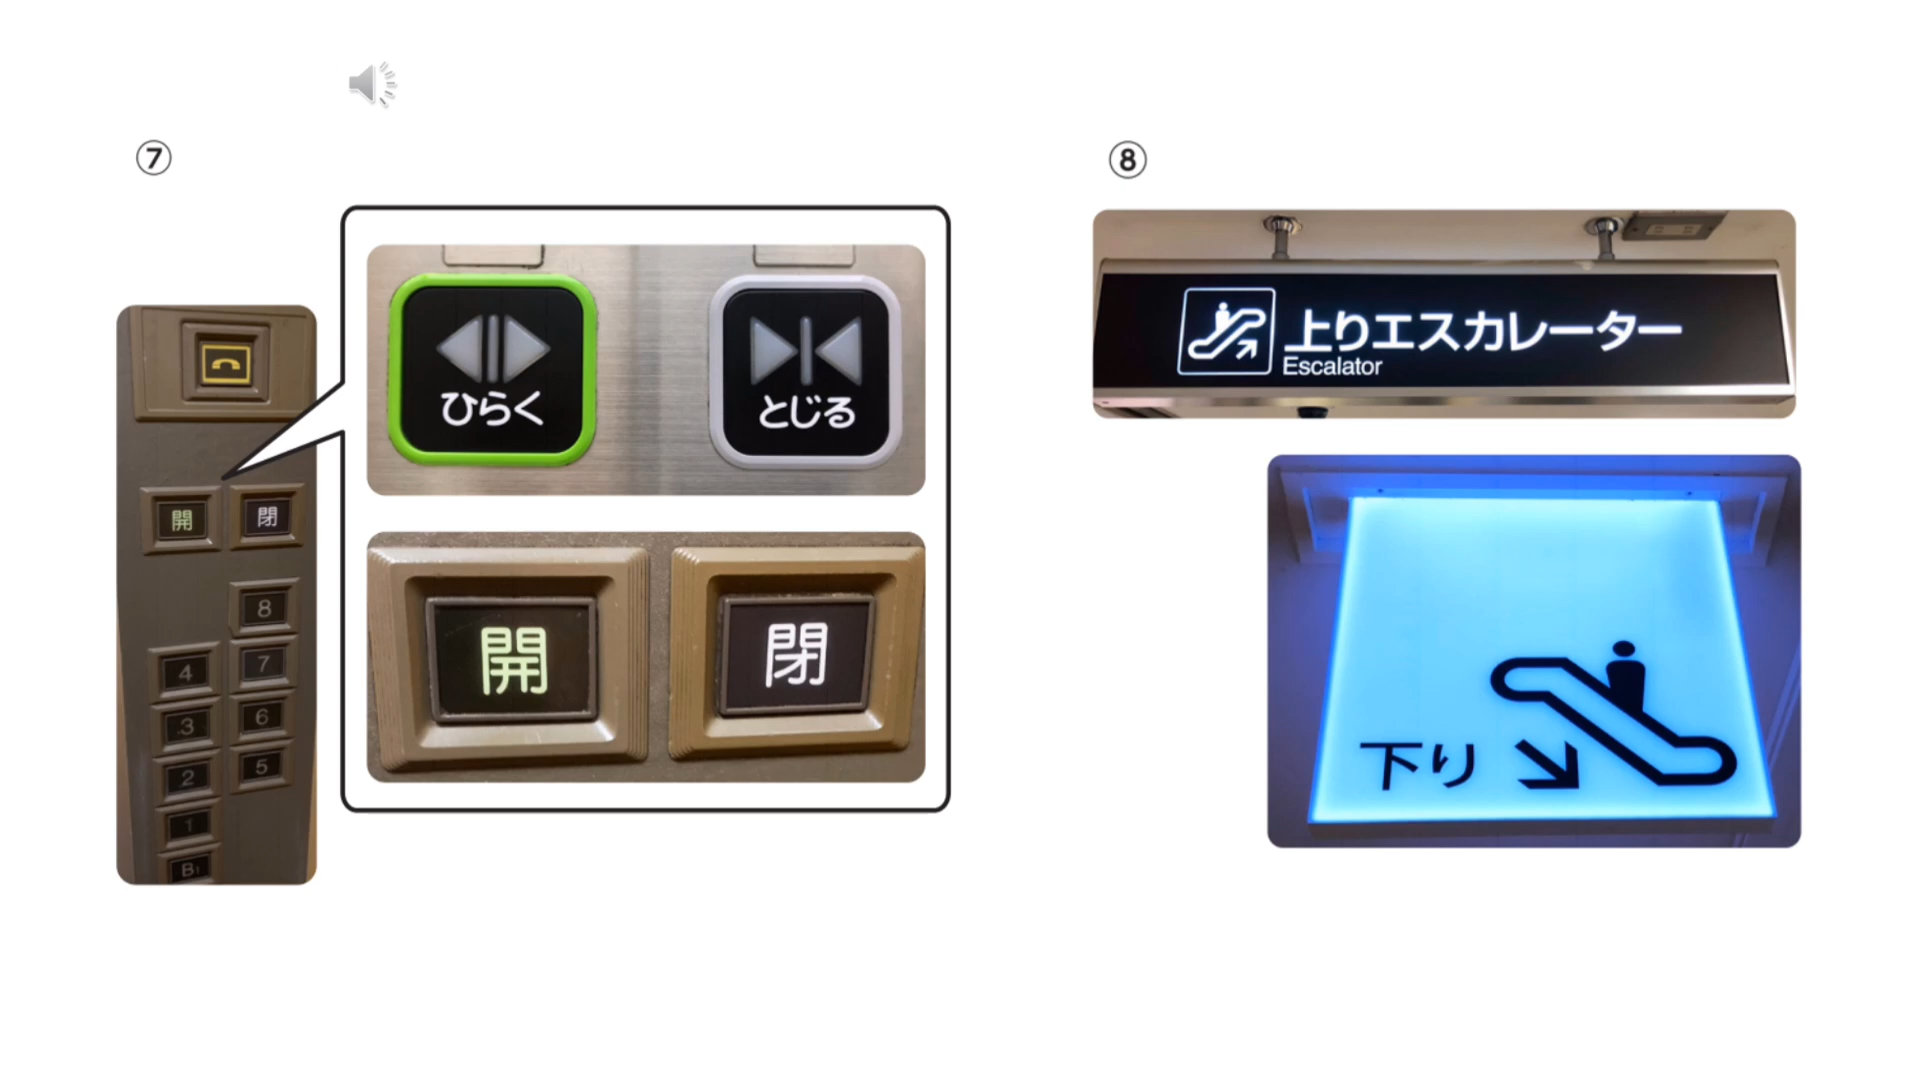 ⑦
開 閉
8
4 7
3 6
2 5
1
B1
ひらく とじる
開 閉
⑧
上りエスカレーター
Escalator
下り